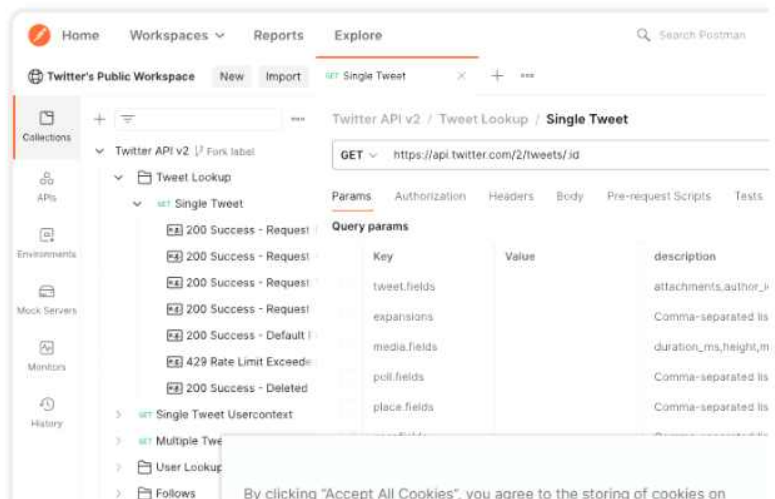 Home Workspaces Reports Explore Search Postman
Twitter's Public Workspace New Import GET Single Tweet
Collections
APIs
Environments
Mock Servers
Monitors
History
Twitter API v2 Fork label
Tweet Lookup
GET Single Tweet
200 Success - Request
200 Success - Request
200 Success - Request
200 Success - Request
200 Success - Default
429 Rate Limit Exceede
200 Success - Deleted
GET Single Tweet Usercontext
GET Multiple Twe
User Lookup
Follows
Twitter API v2 / Tweet Lookup / Single Tweet
GET https://api.twitter.com/2/tweets/:id
Params Authorization Headers Body Pre-request Scripts Tests
Query params
Key Value description
tweet.fields attachments,author_i
expansions Comma-separated lis
media.fields duration_ms,height,m
poll.fields Comma-separated lis
place.fields Comma-separated lis
By clicking "Accept All Cookies", you agree to the storing of cookies on